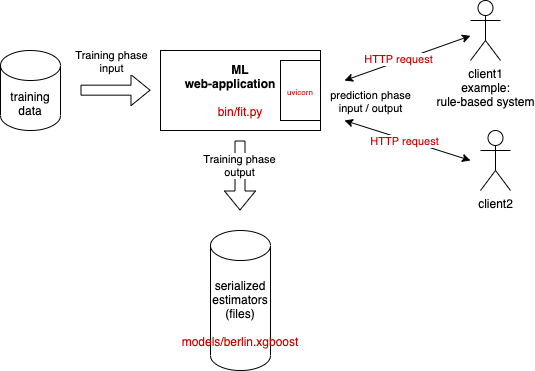 Training phase
input
training
data
ML
web-application
bin/fit.py
uvicorn
HTTP request
prediction phase
input / output
HTTP request
client1
example:
rule-based system
client2
Training phase
output
serialized
estimators
(files)
models/berlin.xgboost